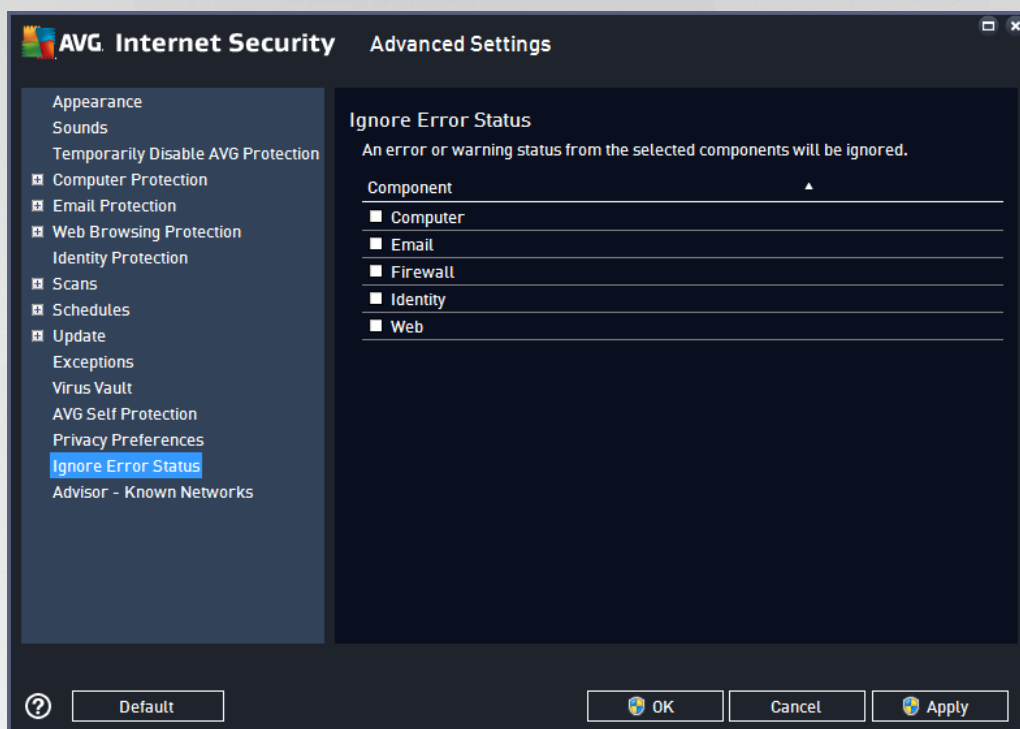 AVG. Internet Security Advanced Settings
Appearance
Sounds
Temporarily Disable AVG Protection
Computer Protection
Email Protection
Web Browsing Protection
Identity Protection
Scans
Schedules
Update
Exceptions
Virus Vault
AVG Self Protection
Privacy Preferences
Ignore Error Status
Advisor - Known Networks
Ignore Error Status
An error or warning status from the selected components will be ignored.
Component
Computer
Email
Firewall
Identity
Web
? Default OK Cancel Apply